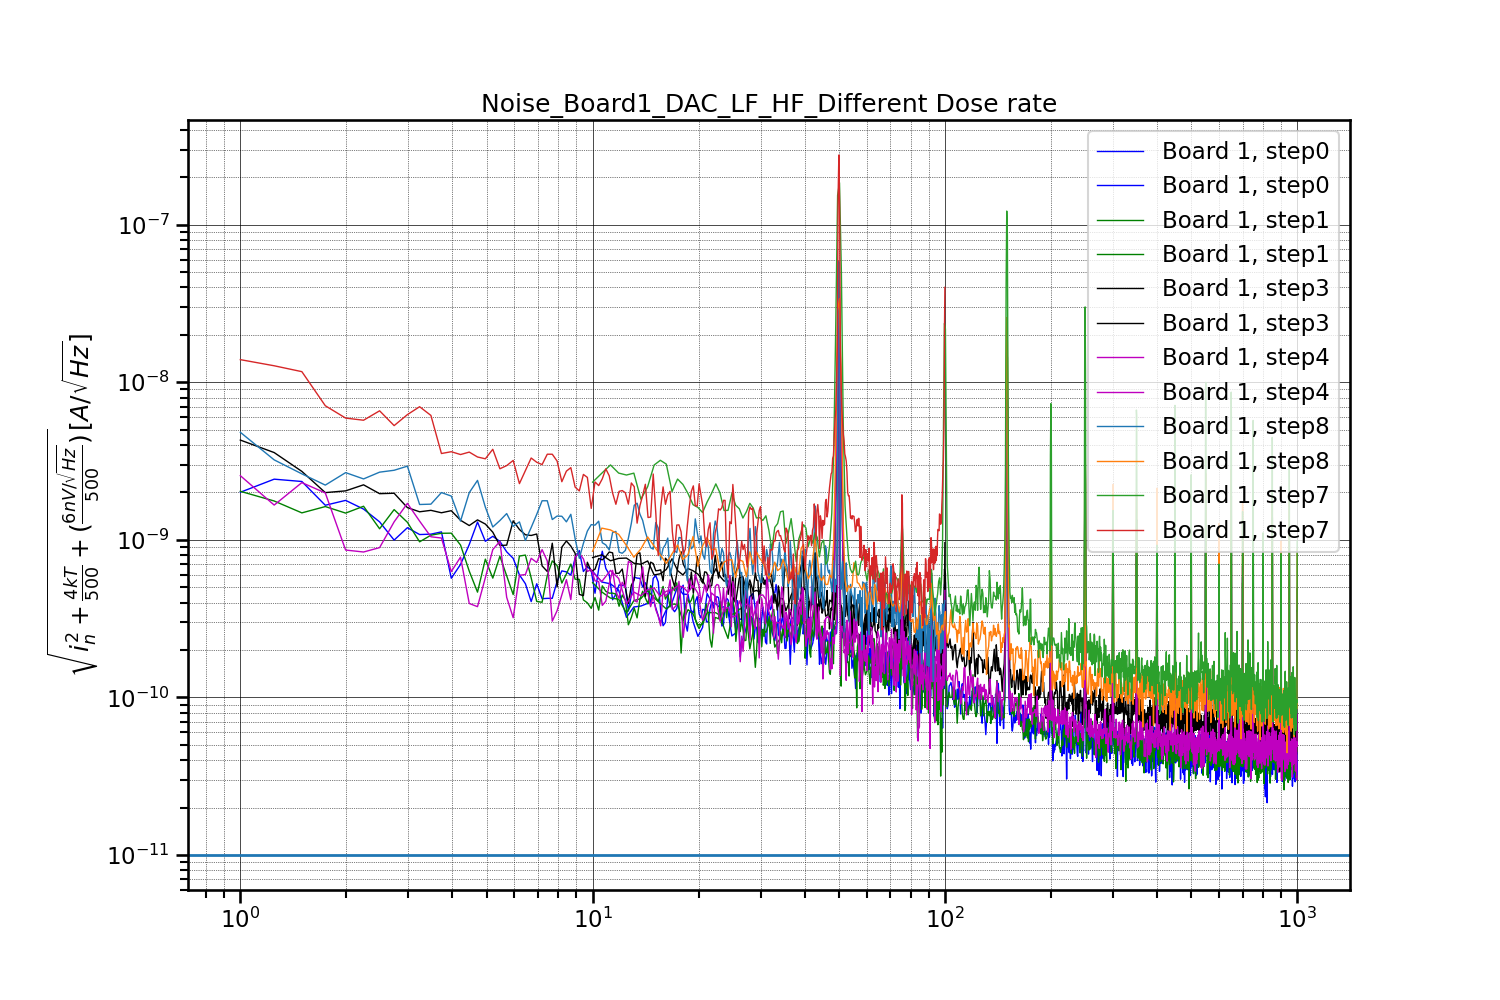 Noise_Board1_DAC_LF_HF_Different Dose rate
√(i_n² + 4kT/500 + (6nV/√Hz/500)) [A/√Hz]
10⁻⁷
10⁻⁸
10⁻⁹
10⁻¹⁰
10⁻¹¹
Board 1, step0
Board 1, step0
Board 1, step1
Board 1, step1
Board 1, step3
Board 1, step3
Board 1, step4
Board 1, step4
Board 1, step8
Board 1, step8
Board 1, step7
Board 1, step7
10⁰ 10¹ 10² 10³